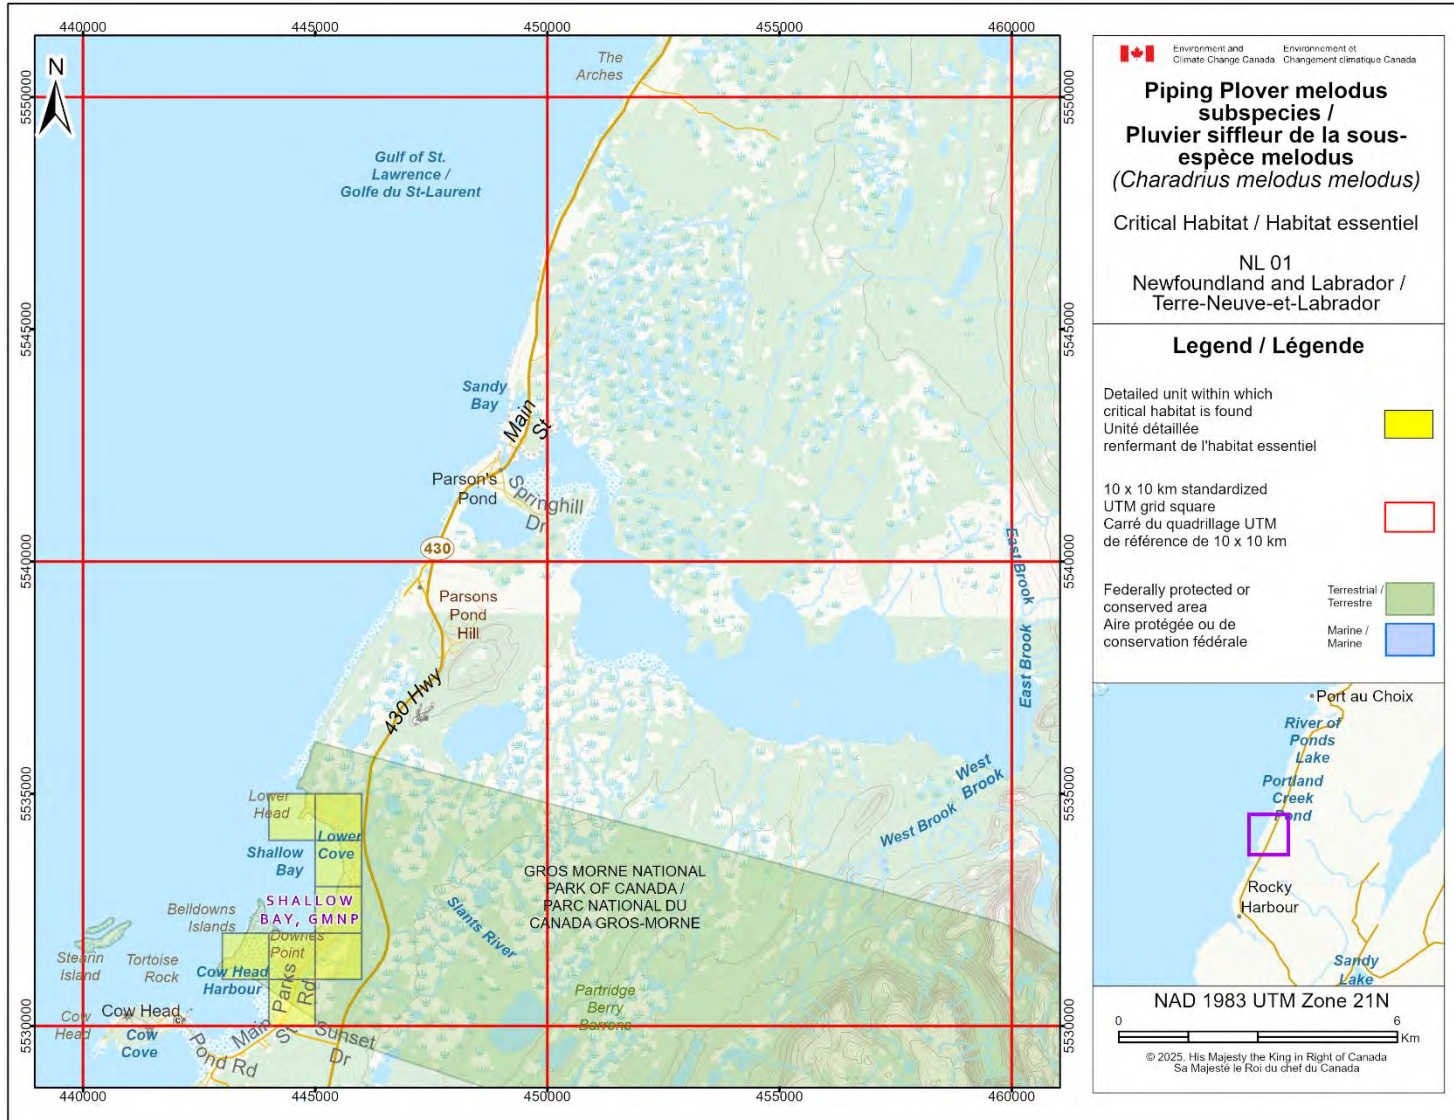 440000
445000
450000
455000
460000
N
5550000
5545000
5540000
5535000
5530000
5550000
5545000
5540000
5535000
5530000
The
Arches
Gulf of St.
Lawrence /
Golfe du St-Laurent
Sandy
Bay
Main
St
Parson's
Pond
Springhill
Dr
430
East Brook
Parsons
Pond
Hill
East Brook
430 Hwy
West
Brook
West Brook
Lower
Head
Lower
Cove
Shallow
Bay
GROS MORNE NATIONAL
PARK OF CANADA /
PARC NATIONAL DU
CANADA GROS-MORNE
SHALLOW
BAY, GMNP
Slants River
Belldowns
Islands
Downes
Point
Stearin
Island
Tortoise
Rock
Cow Head
Harbour
Parks
Rd
Partridge
Berry
Barrens
Cow Head
Cow
Head
Cow
Cove
Main
St
Sunset
Dr
Pond Rd
440000
445000
450000
455000
460000
Environment and
Climate Change Canada
Environnement et
Changement climatique Canada
Piping Plover melodus
subspecies /
Pluvier siffleur de la sous-
espèce melodus
(Charadrius melodus melodus)
Critical Habitat / Habitat essentiel
NL 01
Newfoundland and Labrador /
Terre-Neuve-et-Labrador
Legend / Légende
Detailed unit within which
critical habitat is found
Unité détaillée
renfermant de l'habitat essentiel
10 x 10 km standardized
UTM grid square
Carré du quadrillage UTM
de référence de 10 x 10 km
Federally protected or
conserved area
Aire protégée ou de
conservation fédérale
Terrestrial /
Terrestre
Marine /
Marine
Port au Choix
River of
Ponds
Lake
Portland
Creek
Pond
Rocky
Harbour
Sandy
Lake
NAD 1983 UTM Zone 21N
0
6
Km
© 2025. His Majesty the King in Right of Canada
Sa Majesté le Roi du chef du Canada